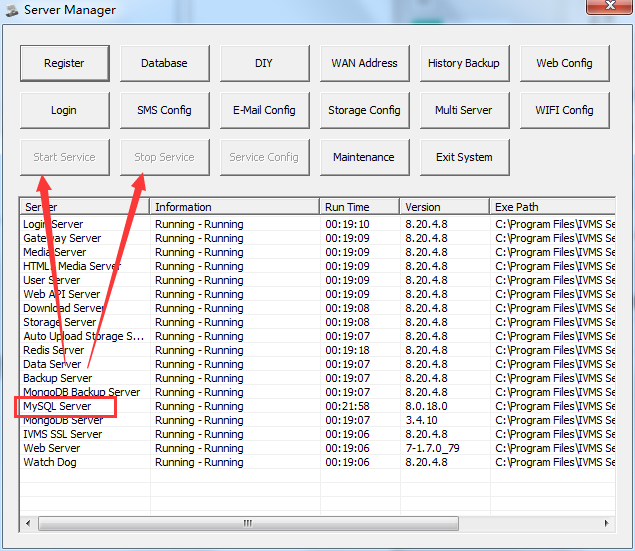 Server Manager
Register Database DIY WAN Address History Backup Web Config
Login SMS Config E-Mail Config Storage Config Multi Server WIFI Config
Start Service Stop Service Service Config Maintenance Exit System
Server Information Run Time Version Exe Path
Login Server Running - Running 00:19:10 8.20.4.8 C:\Program Files\IVMS Se
Gateway Server Running - Running 00:19:09 8.20.4.8 C:\Program Files\IVMS Se
Media Server Running - Running 00:19:09 8.20.4.8 C:\Program Files\IVMS Se
Media Server Running - Running 00:19:09 8.20.4.8 C:\Program Files\IVMS Se
User Server Running - Running 00:19:09 8.20.4.8 C:\Program Files\IVMS Se
Web API Server Running - Running 00:19:09 8.20.4.8 C:\Program Files\IVMS Se
Download Server Running - Running 00:19:08 8.20.4.8 C:\Program Files\IVMS Se
Storage Server Running - Running 00:19:08 8.20.4.8 C:\Program Files\IVMS Se
Auto Upload Storage S... Running - Running 00:19:07 8.20.4.8 C:\Program Files\IVMS Se
Redis Server Running - Running 00:19:18 8.20.4.8 C:\Program Files\IVMS Se
Data Server Running - Running 00:19:07 8.20.4.8 C:\Program Files\IVMS Se
Backup Server Running - Running 00:19:07 8.20.4.8 C:\Program Files\IVMS Se
MongoDB Backup Server Running - Running 00:19:07 8.20.4.8 C:\Program Files\IVMS Se
MySQL Server Running - Running 00:21:58 8.0.18.0 C:\Program Files\IVMS Se
MongoDB Server Running - Running 00:19:07 3.4.10 C:\Program Files\IVMS Se
IVMS SSL Server Running - Running 00:19:06 8.20.4.8 C:\Program Files\IVMS Se
Web Server Running - Running 00:19:06 7-1.7.0_79 C:\Program Files\IVMS Se
Watch Dog Running - Running 00:19:06 8.20.4.8 C:\Program Files\IVMS Se